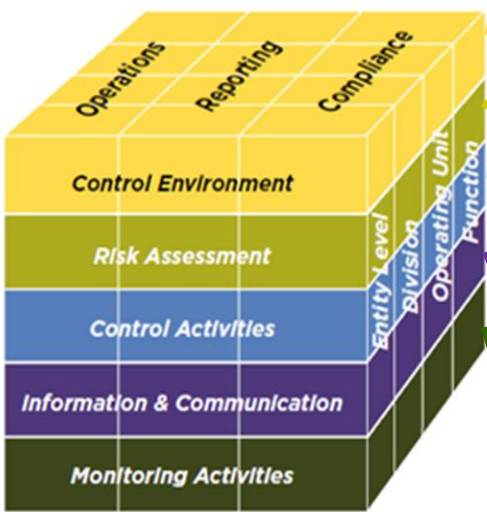 Operations
Reporting
Compliance
Control Environment
Risk Assessment
Control Activities
Information & Communication
Monitoring Activities
Entity Level
Division
Operating Unit
Function